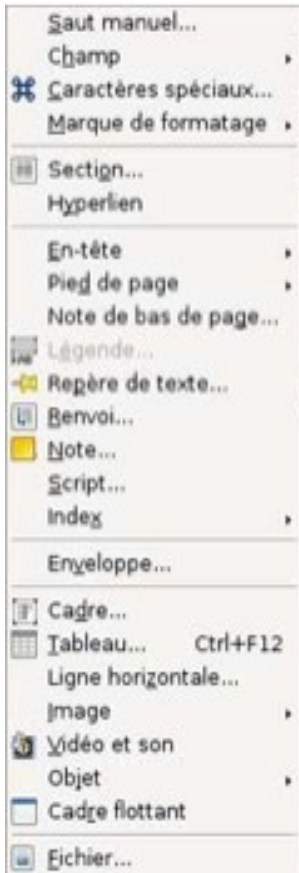 Saut manuel...
Champ
Caractères spéciaux...
Marque de formatage
Section...
Hyperlien
En-tête
Pied de page
Note de bas de page...
Légende...
Repère de texte...
Renvoi...
Note...
Script...
Index
Enveloppe...
Cadre...
Tableau... Ctrl+F12
Ligne horizontale...
Image
Vidéo et son
Objet
Cadre flottant
Fichier...